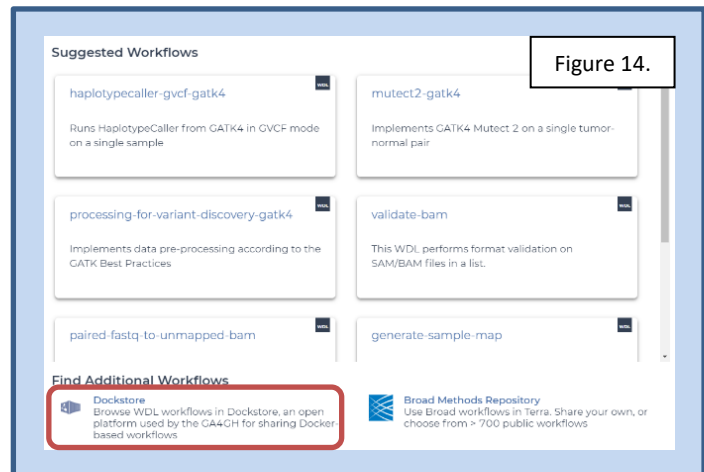 Suggested Workflows
Figure 14.
haplotypecaller-gvcf-gatk4
WDL
Runs HaplotypeCaller from GATK4 in GVCF mode
on a single sample
mutect2-gatk4
Implements GATK4 Mutect 2 on a single tumor-
normal pair
processing-for-variant-discovery-gatk4
WDL
Implements data pre-processing according to the
GATK Best Practices
validate-bam
WDL
This WDL performs format validation on
SAM/BAM files in a list.
paired-fastq-to-unmapped-bam
WDL
generate-sample-map
WDL
Find Additional Workflows
Dockstore
Browse WDL workflows in Dockstore, an open
platform used by the GA4GH for sharing Docker-
based workflows
Broad Methods Repository
Use Broad workflows in Terra. Share your own, or
choose from > 700 public workflows